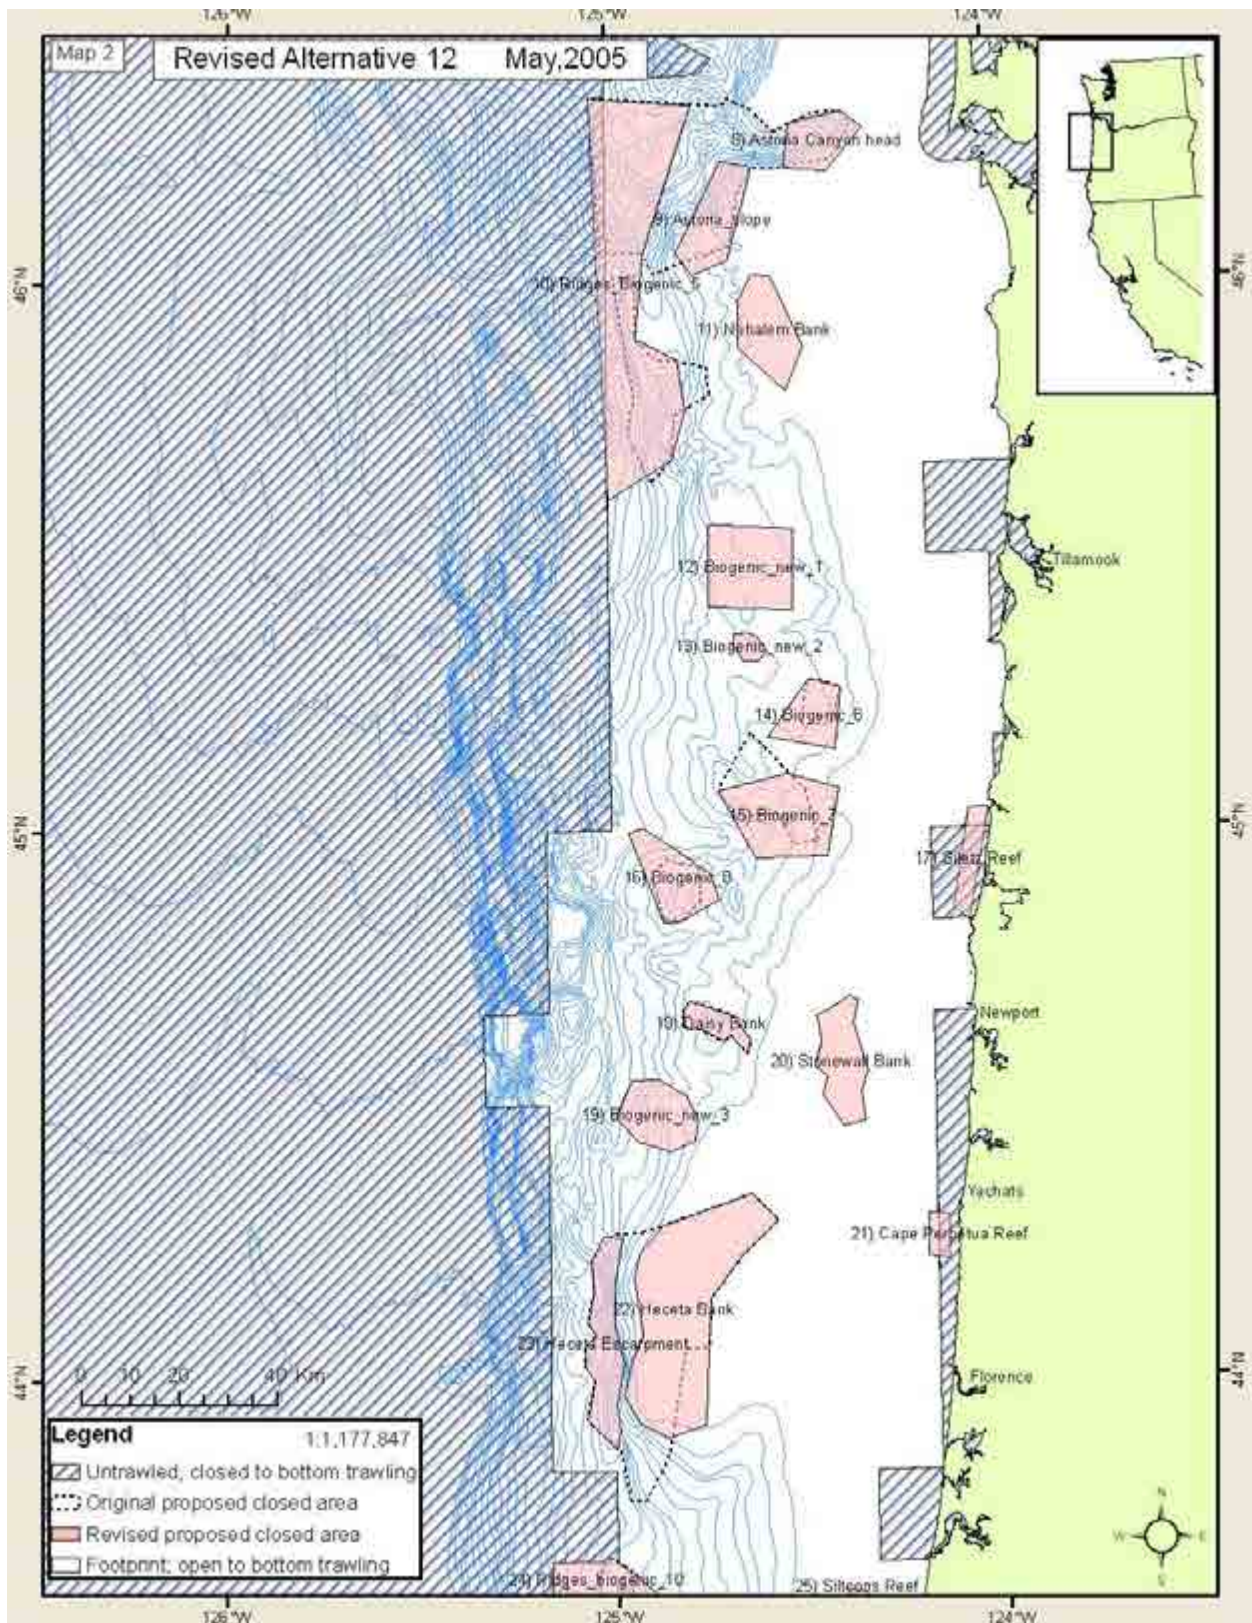 126°W 125°W 124°W
Map 2
Revised Alternative 12 May,2005
8) Astoria Canyon head
9) Astoria_slope
46°N
46°N
10) Ridges_Biogenic_5
11) Nehalem Bank
12) Biogenic_new_1
Tillamook
13) Biogenic_new_2
14) Biogenic_6
15) Biogenic_7
45°N
45°N
17) Siletz Reef
16) Biogenic_8
Newport
19) Daisy Bank
20) Stonewall Bank
19) Biogenic_new_3
Yachats
21) Cape Perpetua Reef
22) Heceta Bank
23) Heceta Escarpment
44°N
44°N
Florence
0 10 20 40 Km
Legend 1:1,177,847
Untrawled, closed to bottom trawling
Original proposed closed area
Revised proposed closed area
Footprint; open to bottom trawling
N
W E
S
24) Ridges_biogenic_10
25) Siltcoos Reef
126°W 125°W 124°W